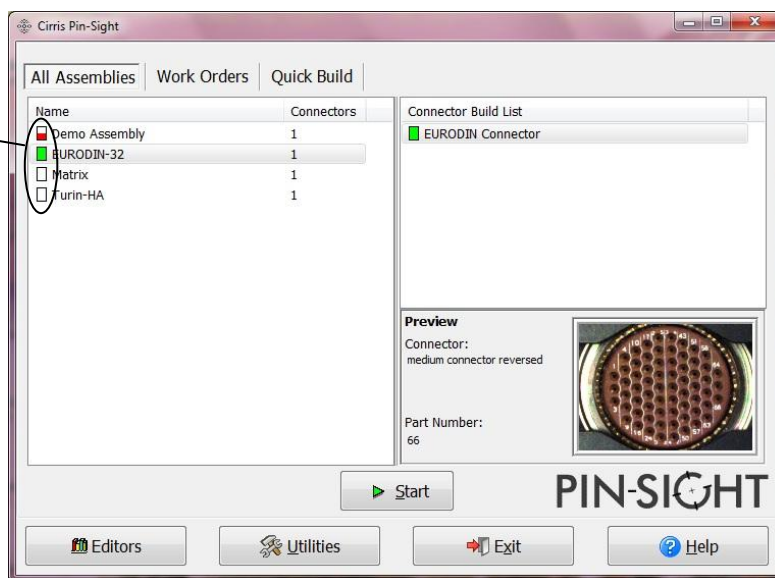 Cirris Pin-Sight
All Assemblies Work Orders Quick Build
Name Connectors
Demo Assembly 1
EURODIN-32 1
Matrix 1
Turin-HA 1
Connector Build List
EURODIN Connector
Preview
Connector:
medium connector reversed
Part Number:
66
Start
PIN-SIGHT
Editors Utilities Exit Help